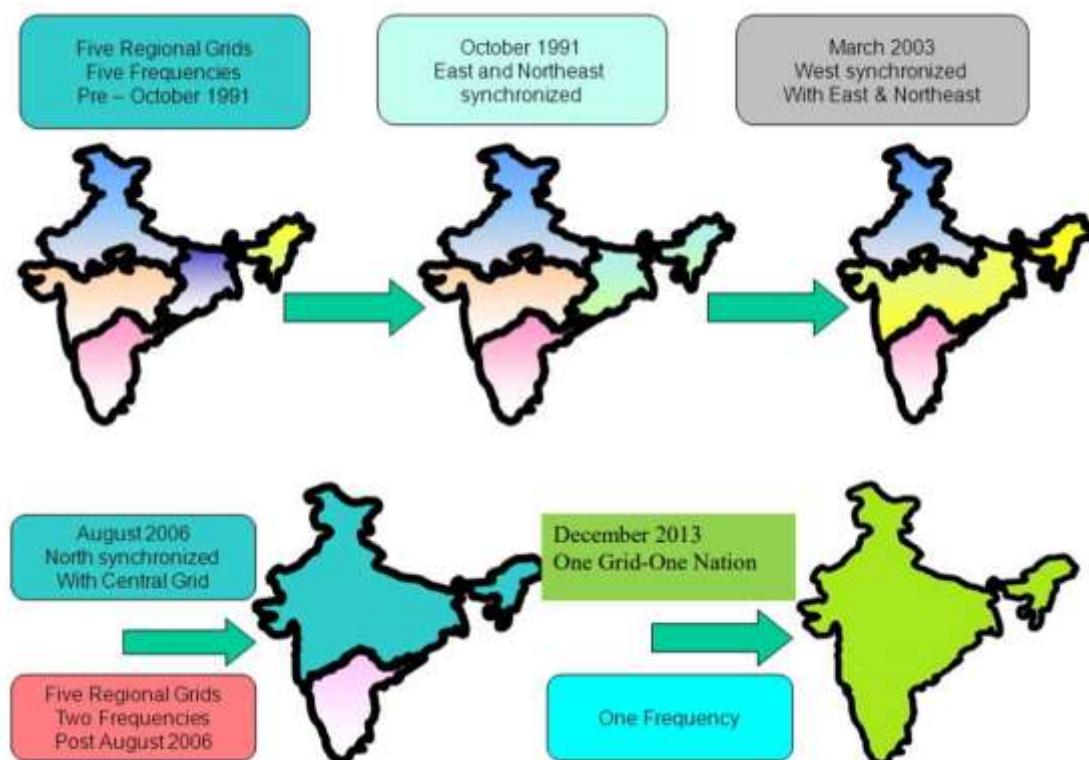 Five Regional Grids
Five Frequencies
Pre – October 1991
October 1991
East and Northeast
synchronized
March 2003
West synchronized
With East & Northeast
August 2006
North synchronized
With Central Grid
Five Regional Grids
Two Frequencies
Post August 2006
December 2013
One Grid-One Nation
One Frequency